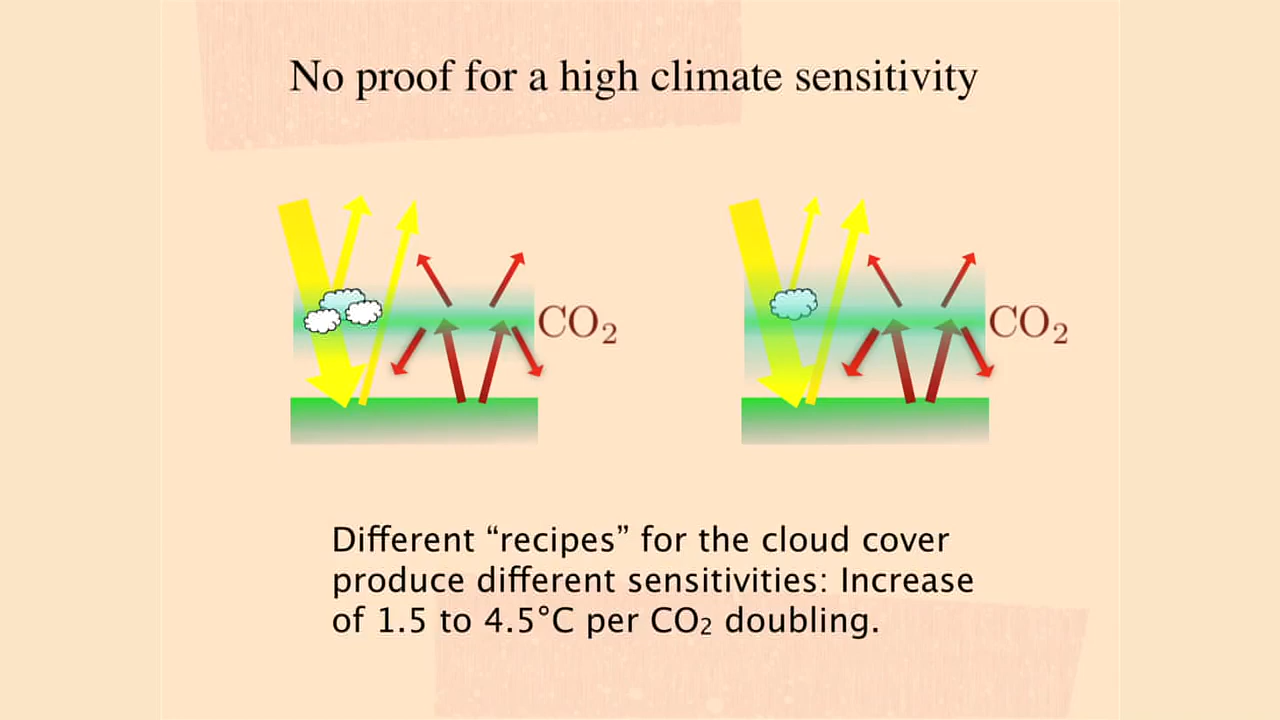 No proof for a high climate sensitivity
CO₂
CO₂
Different “recipes” for the cloud cover
produce different sensitivities: Increase
of 1.5 to 4.5°C per CO₂ doubling.